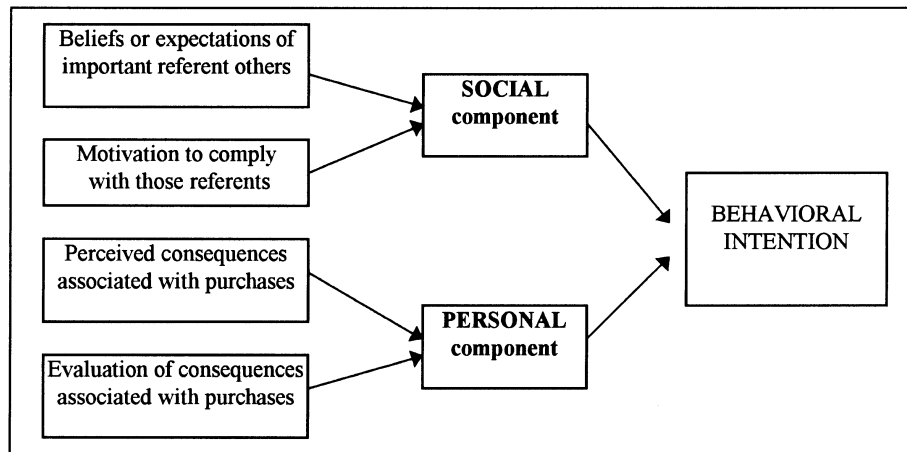 Beliefs or expectations of
important referent others
SOCIAL
component
Motivation to comply
with those referents
BEHAVIORAL
INTENTION
Perceived consequences
associated with purchases
PERSONAL
component
Evaluation of consequences
associated with purchases